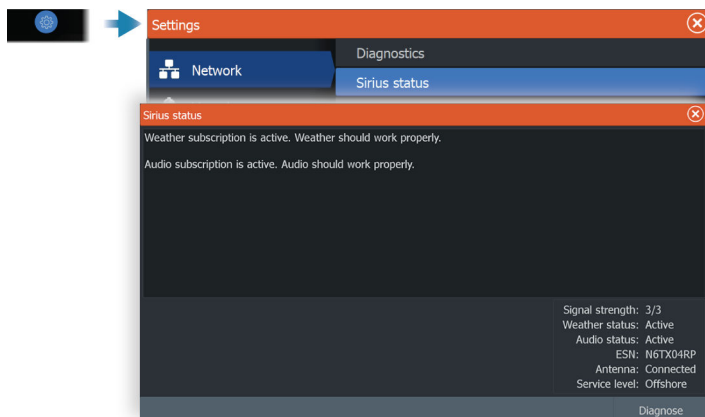 Settings
Network
Diagnostics
Sirius status
Sirius status
Weather subscription is active. Weather should work properly.
Audio subscription is active. Audio should work properly.
Signal strength: 3/3
Weather status: Active
Audio status: Active
ESN: N6TX04RP
Antenna: Connected
Service level: Offshore
Diagnose